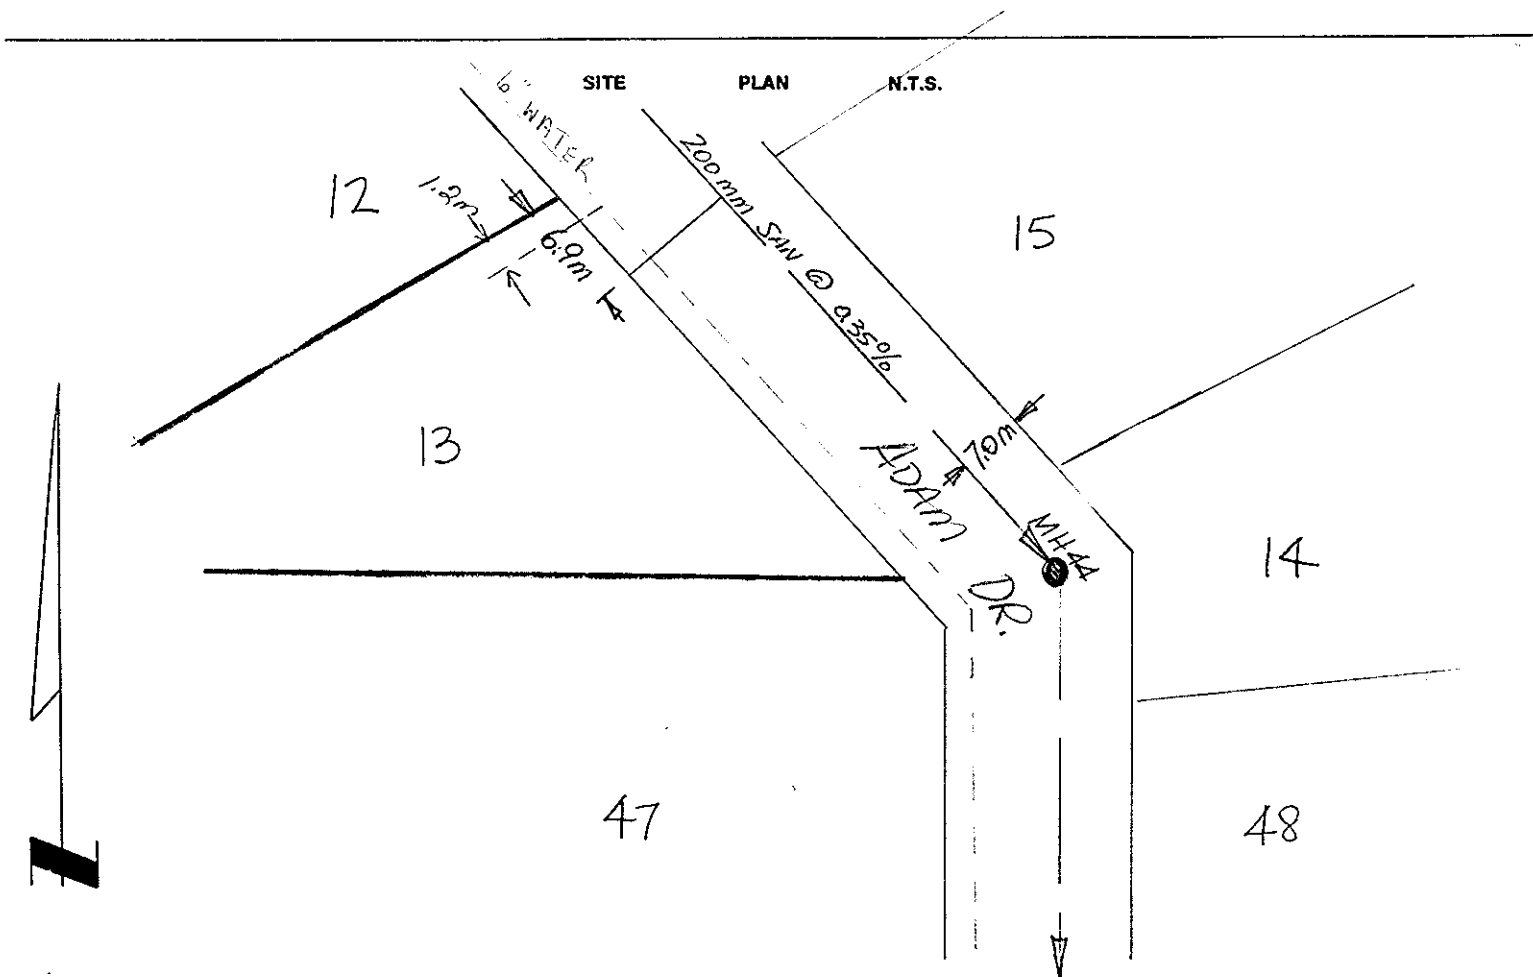 SITE PLAN N.T.S.
6" WATER
200mm SAN @ 0.35%
12
1.2m
6.9m
15
13
7.0m
ADAM DR.
MH44
14
47
48